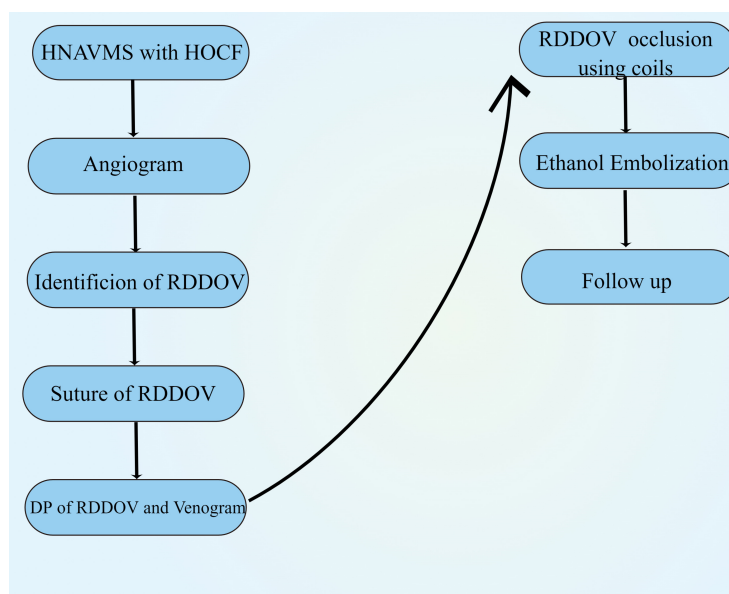 HNAVMS with HOCF
Angiogram
Identificion of RDDOV
Suture of RDDOV
DP of RDDOV and Venogram
RDDOV occlusion
using coils
Ethanol Embolization
Follow up